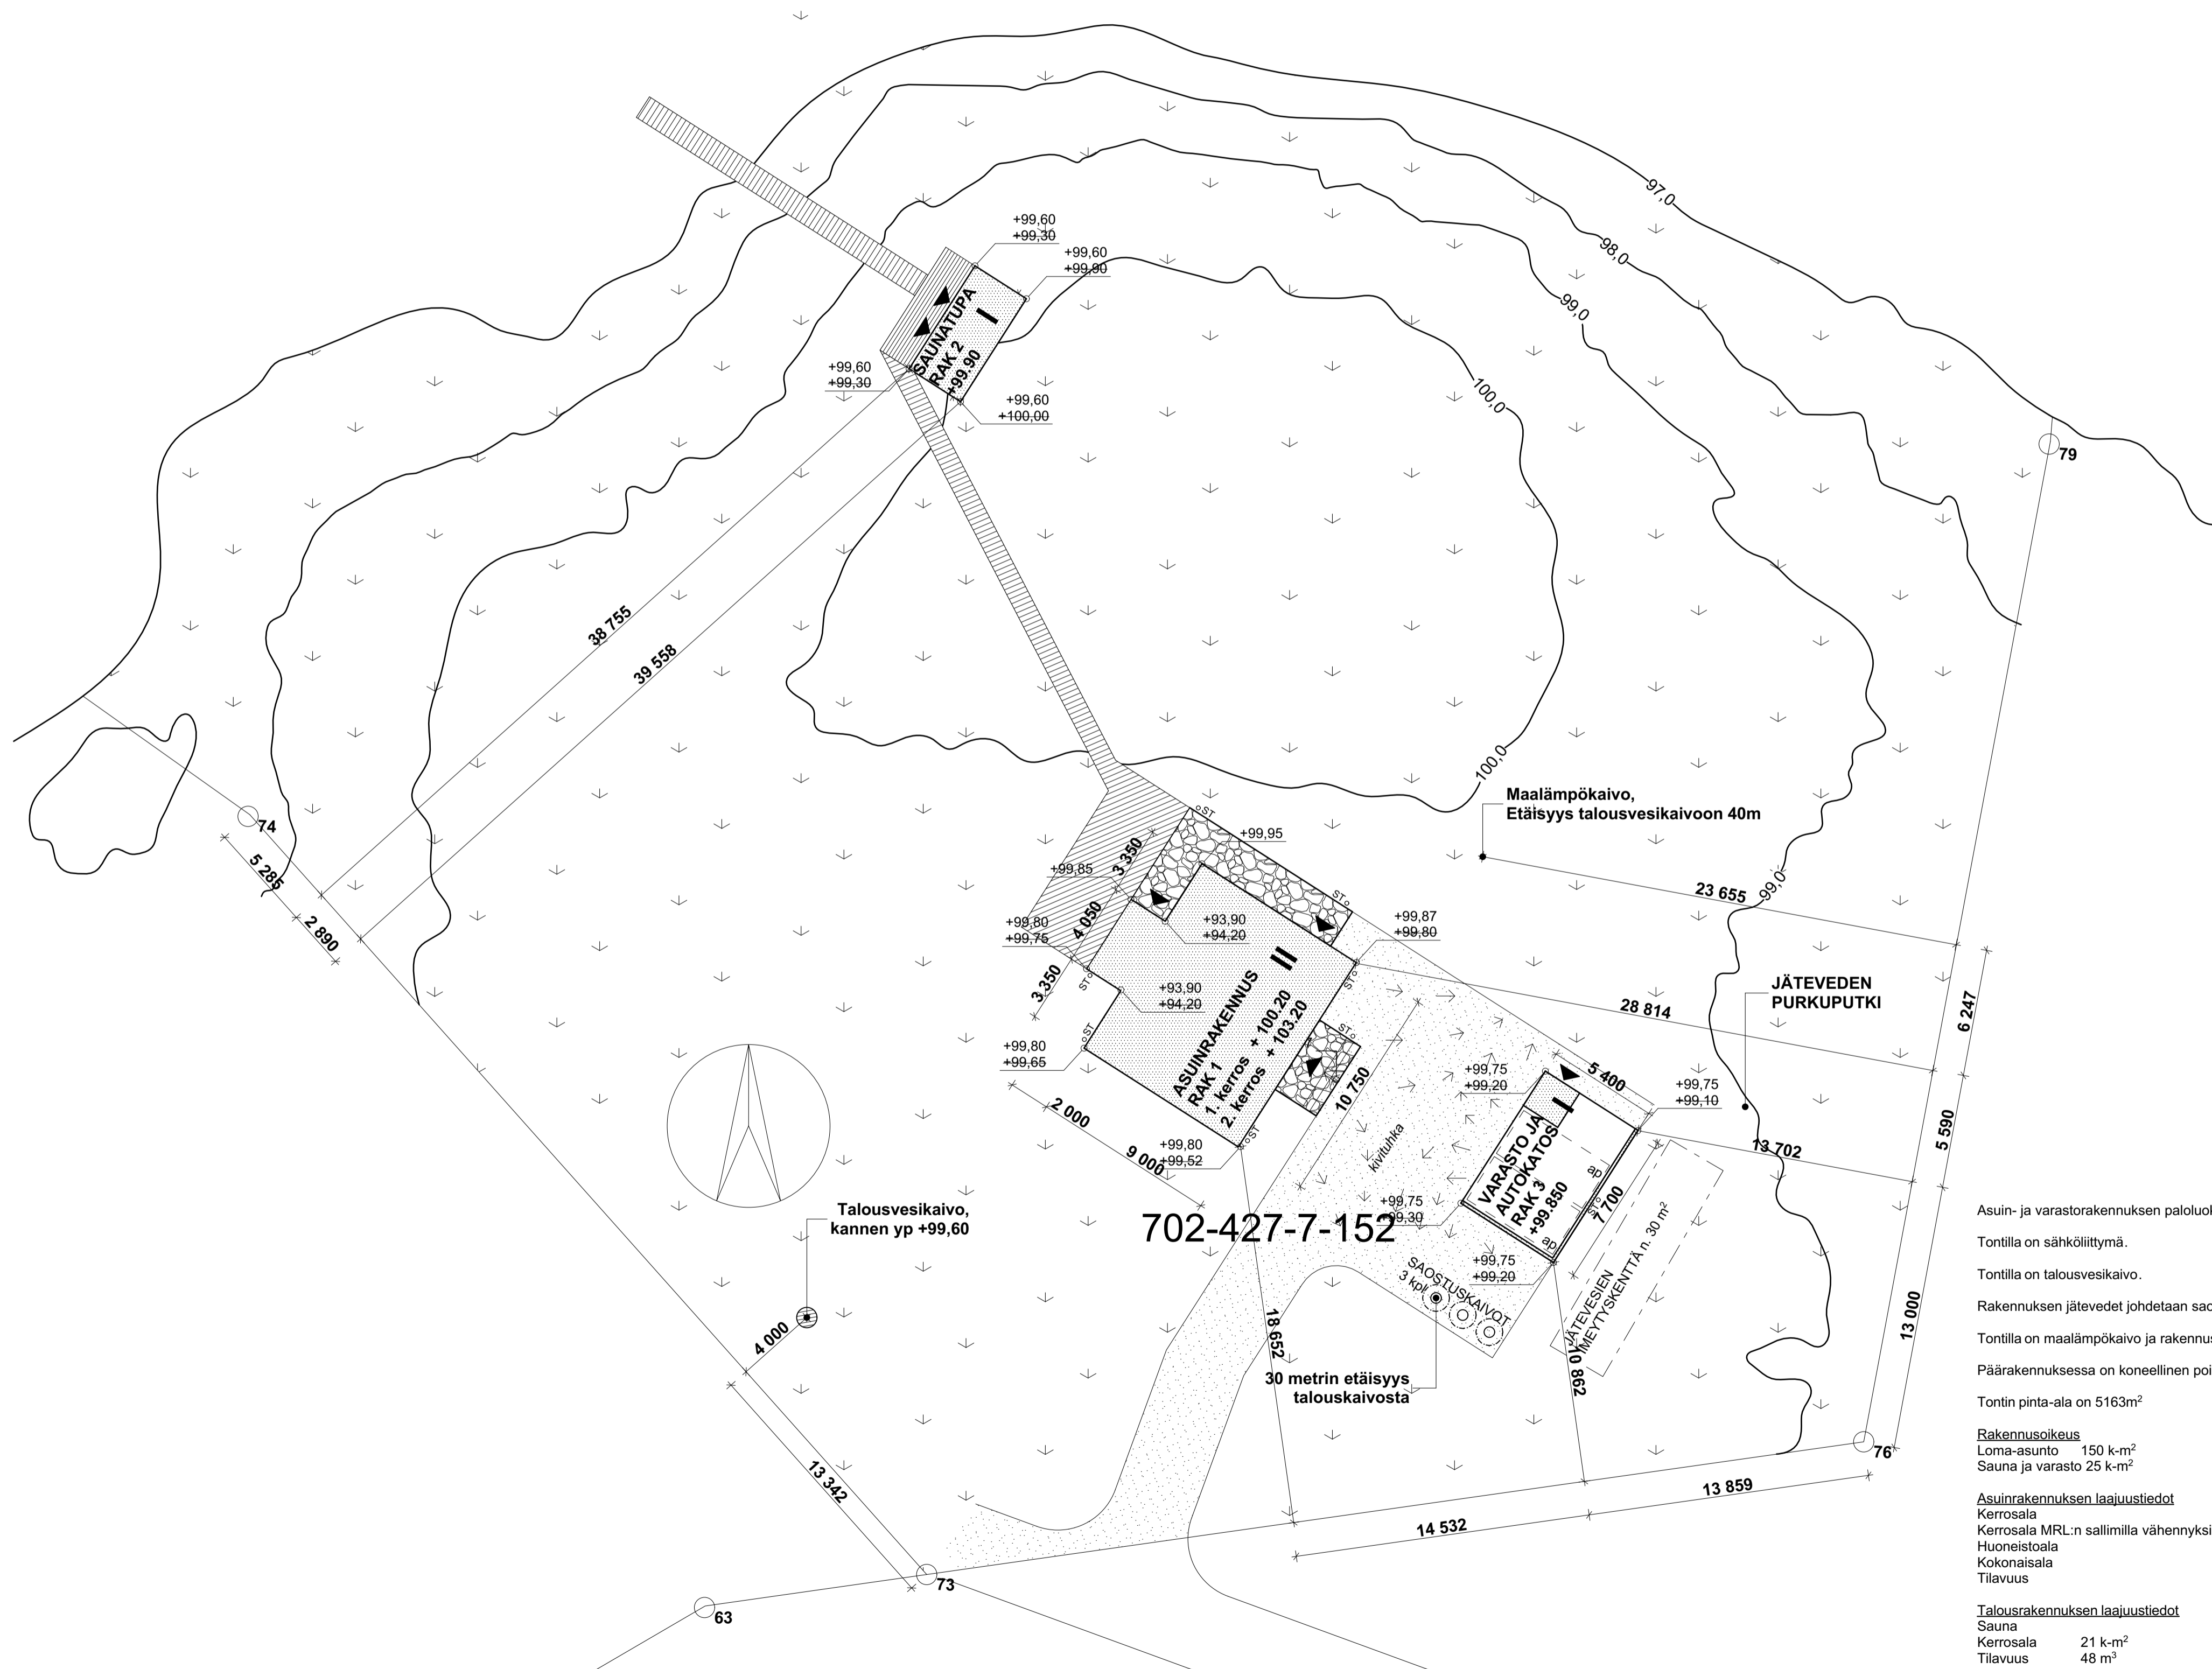 97,0
98,0
99,0
100,0
+99,60
+99,30
+99,60
+99,90
SAUNATUPA
RAK 2
+99.90
I
+99,60
+99,30
+99,60
+100,00
79
38 755
39 558
100,0
Maalämpökaivo,
Etäisyys talousvesikaivoon 40m
74
5 285
2 890
ST
+99,95
3 350
+99,85
4 050
+99,80
+99,75
+93,90
+94,20
ST
+99,87
+99,80
23 655
99,0
3 350
ST
+93,90
+94,20
ST
28 814
JÄTEVEDEN
PURKUPUTKI
6 247
ST
+99,80
+99,65
ASUINRAKENNUS
RAK 1
1. kerros + 100.20
2. kerros + 103.20
II
ST
10 750
+99,75
+99,20
5 400
+99,75
+99,10
2 000
9 000
+99,80
+99,52
ST
kivituhka
VARASTO JA
AUTOKATOS
RAK 3
+99.850
I
ap
ap
ST
7 700
13 702
5 590
+99,75
+99,30
+99,75
+99,20
Talousvesikaivo,
kannen yp +99,60
702-427-7-152
SAOSTUSKAIVOT
3 kpl
JÄTEVESIEN
IMEYTYSKENTTÄ n. 30 m²
13 000
4 000
18 652
10 862
30 metrin etäisyys
talouskaivosta
76
13 342
14 532
13 859
73
63
Asuin- ja varastorakennuksen
Tontilla on sähköliittymä.
Tontilla on talousvesikaivo.
Rakennuksen jätevedet johdetaan
Tontilla on maalämpökaivo ja
Päärakennuksessa on koneellinen
Tontin pinta-ala on 5163m²
Rakennusoikeus
Loma-asunto 150 k-m²
Sauna ja varasto 25 k-m²
Asuinrakennuksen laajuustiedot
Kerrosala
Kerrosala MRL:n sallimilla
Huoneistoala
Kokonaisala
Tilavuus
Talousrakennuksen laajuustiedot
Sauna
Kerrosala 21 k-m²
Tilavuus 48 m³